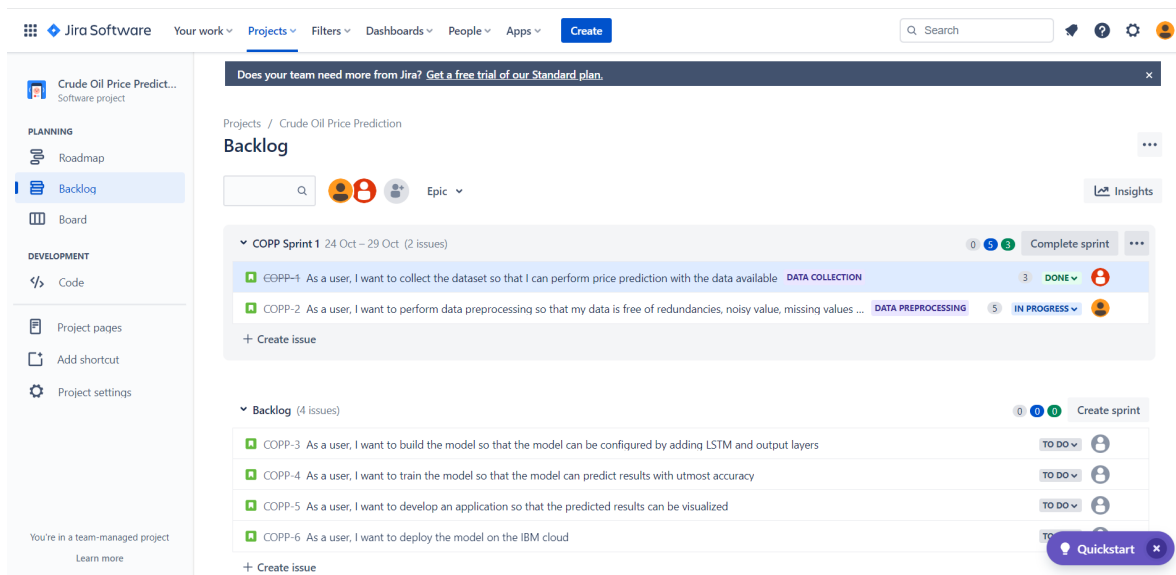 Jira Software Your work Projects Filters Dashboards People Apps Create Search
Does your team need more from Jira? Get a free trial of our Standard plan.
Crude Oil Price Predict...
Software project
PLANNING
Roadmap
Backlog
Board
DEVELOPMENT
Code
Project pages
Add shortcut
Project settings
You're in a team-managed project
Learn more
Projects / Crude Oil Price Prediction
Backlog
Epic
Insights
COPP Sprint 1 24 Oct – 29 Oct (2 issues) 0 5 3 Complete sprint
COPP-1 As a user, I want to collect the dataset so that I can perform price prediction with the data available DATA COLLECTION 3 DONE
COPP-2 As a user, I want to perform data preprocessing so that my data is free of redundancies, noisy value, missing values ... DATA PREPROCESSING 5 IN PROGRESS
+ Create issue
Backlog (4 issues) 0 0 0 Create sprint
COPP-3 As a user, I want to build the model so that the model can be configured by adding LSTM and output layers TO DO
COPP-4 As a user, I want to train the model so that the model can predict results with utmost accuracy TO DO
COPP-5 As a user, I want to develop an application so that the predicted results can be visualized TO DO
COPP-6 As a user, I want to deploy the model on the IBM cloud
Quickstart
+ Create issue